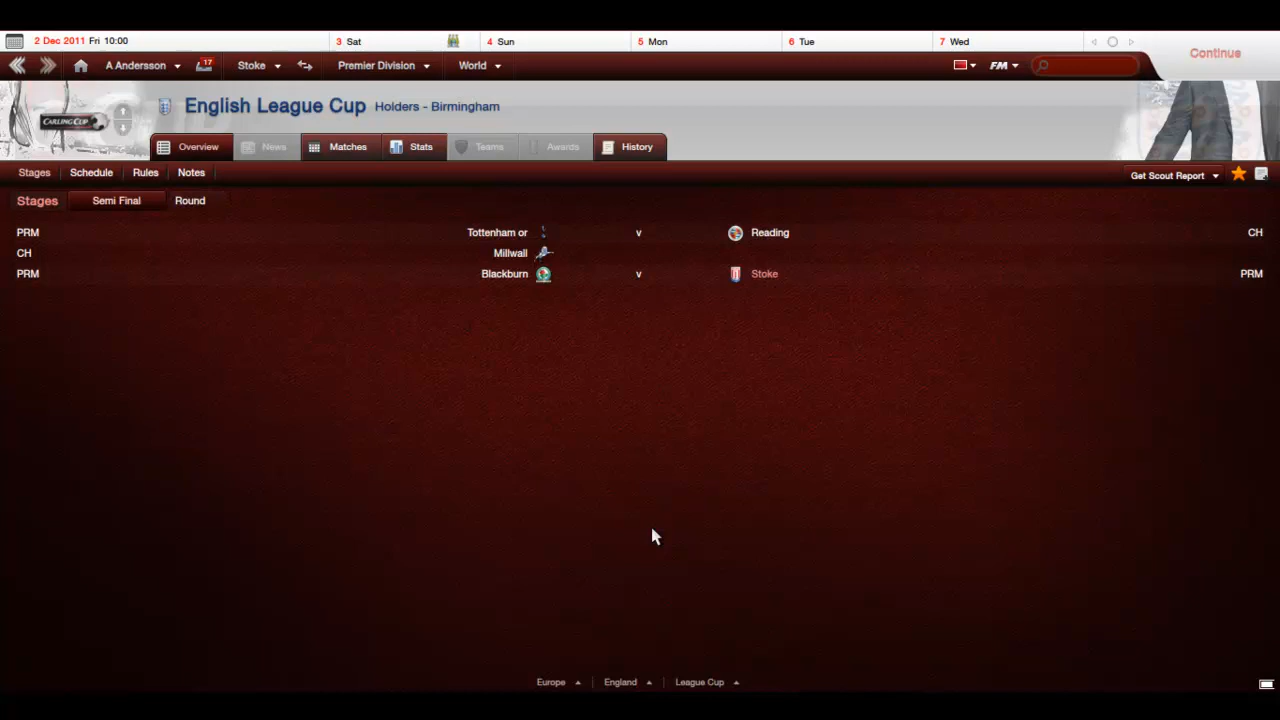 2 Dec 2011 Fri 10:00 3 Sat 4 Sun 5 Mon 6 Tue 7 Wed
Continue
A Andersson 17 Stoke Premier Division World FM
English League Cup Holders - Birmingham
CARLING CUP
Overview News Matches Stats Teams Awards History
Stages Schedule Rules Notes Get Scout Report
Stages Semi Final Round
PRM Tottenham or v Reading CH
CH Millwall
PRM Blackburn v Stoke PRM
Europe England League Cup